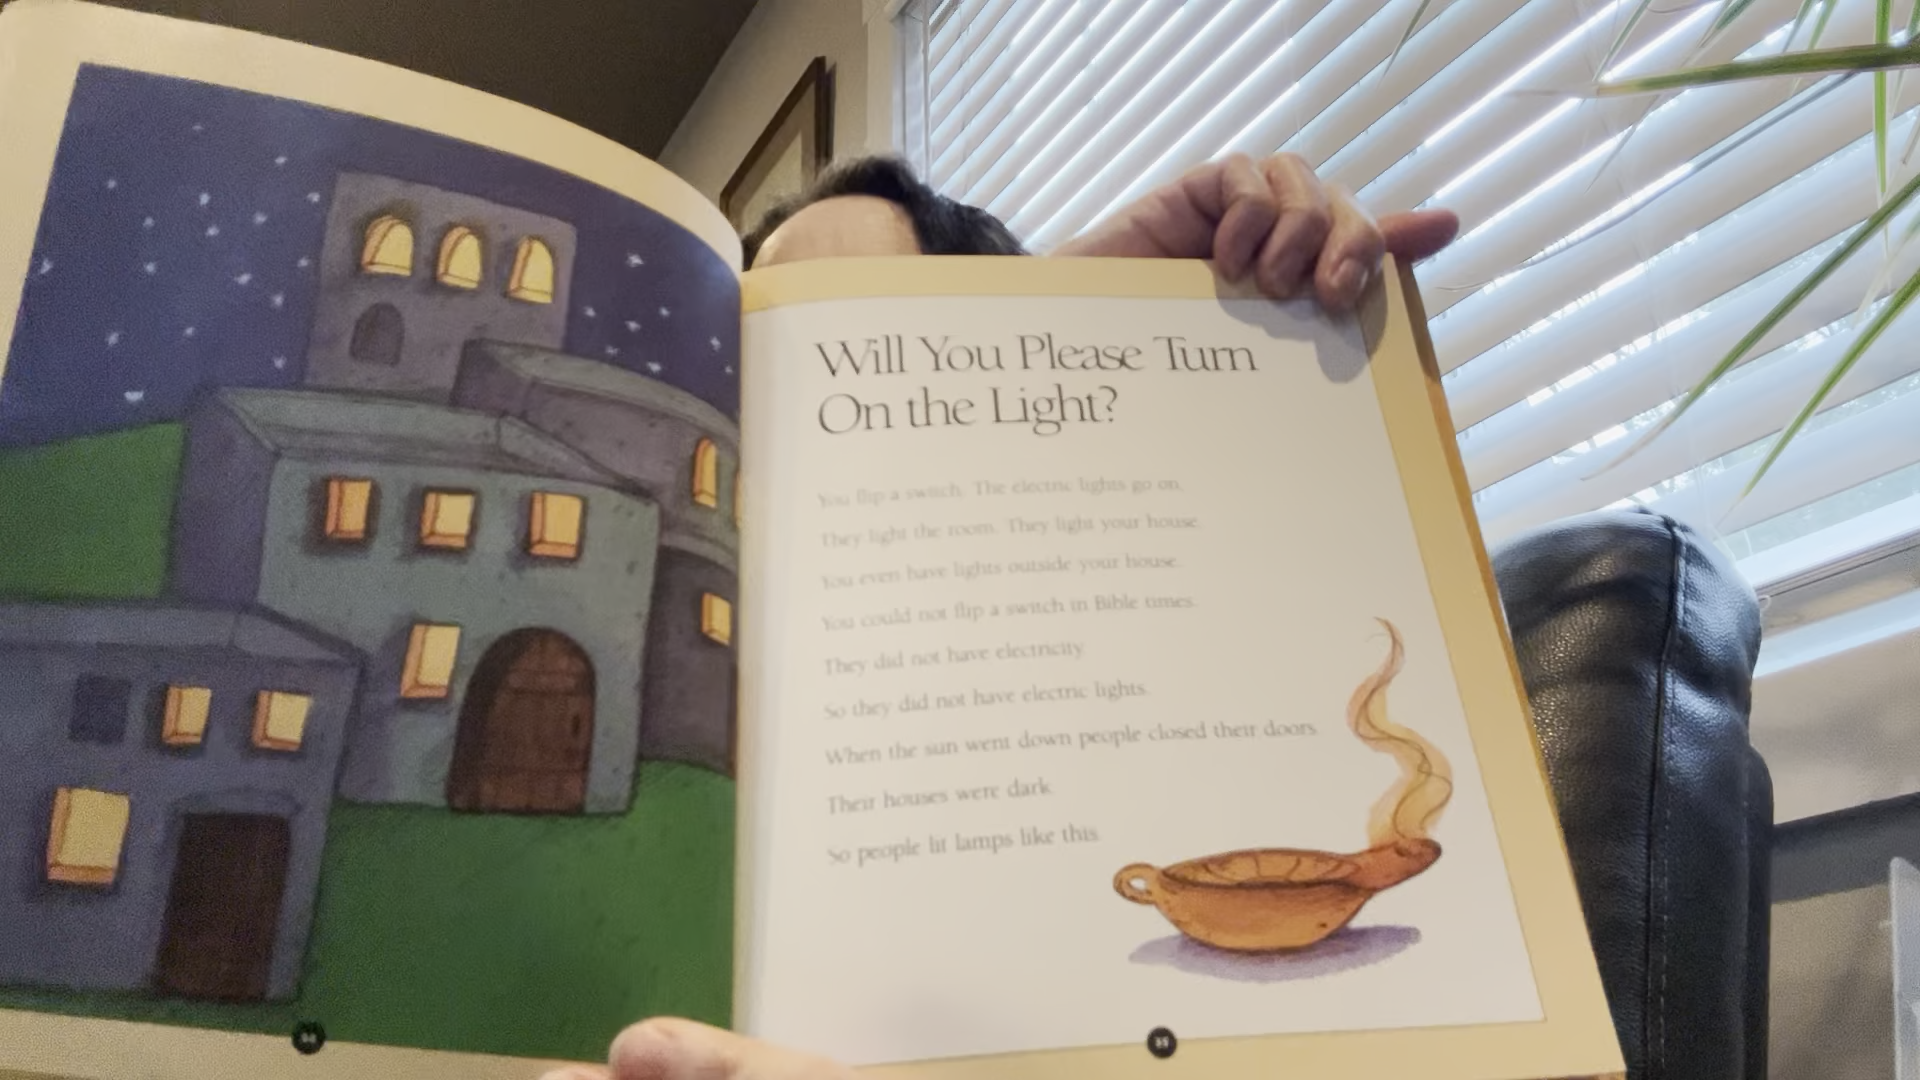 Will You Please Turn
On the Light?
You flip a switch. The electric lights go on.
They light the room. They light your house.
You even have lights outside your house.
You could not flip a switch in Bible times.
They did not have electricity.
So they did not have electric lights.
When the sun went down people closed their doors.
Their houses were dark.
So people lit lamps like this.